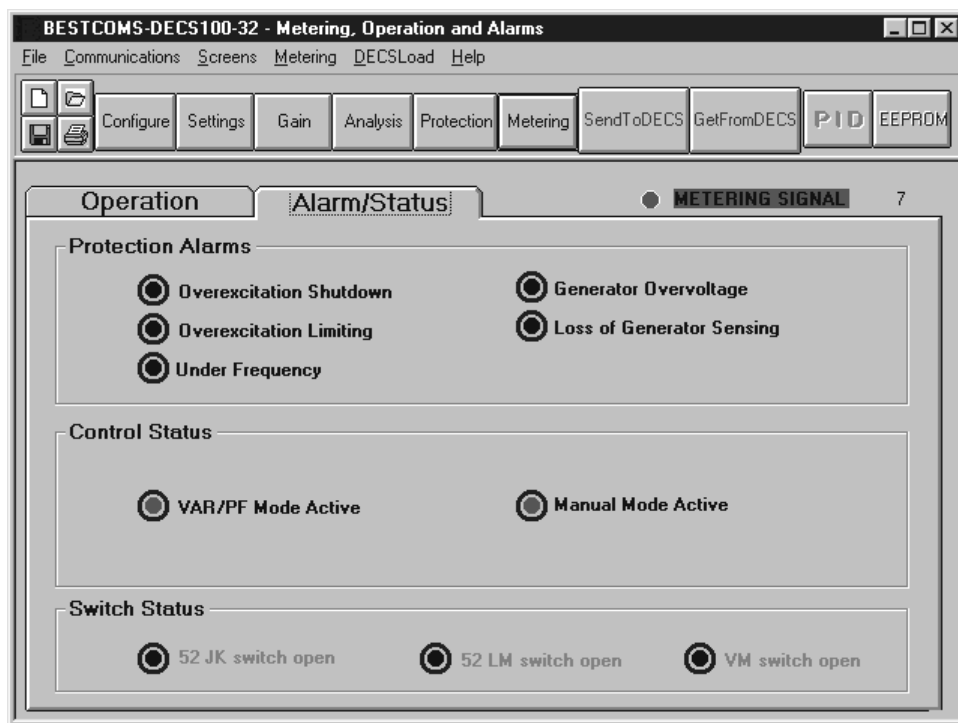 BESTCOMS-DECS100-32 - Metering, Operation and Alarms
File Communications Screens Metering DECSLoad Help
Configure Settings Gain Analysis Protection Metering SendToDECS GetFromDECS PID EEPROM
Operation Alarm/Status METERING SIGNAL 7
Protection Alarms
Overexcitation Shutdown Generator Overvoltage
Overexcitation Limiting Loss of Generator Sensing
Under Frequency
Control Status
VAR/PF Mode Active Manual Mode Active
Switch Status
52 JK switch open 52 LM switch open VM switch open